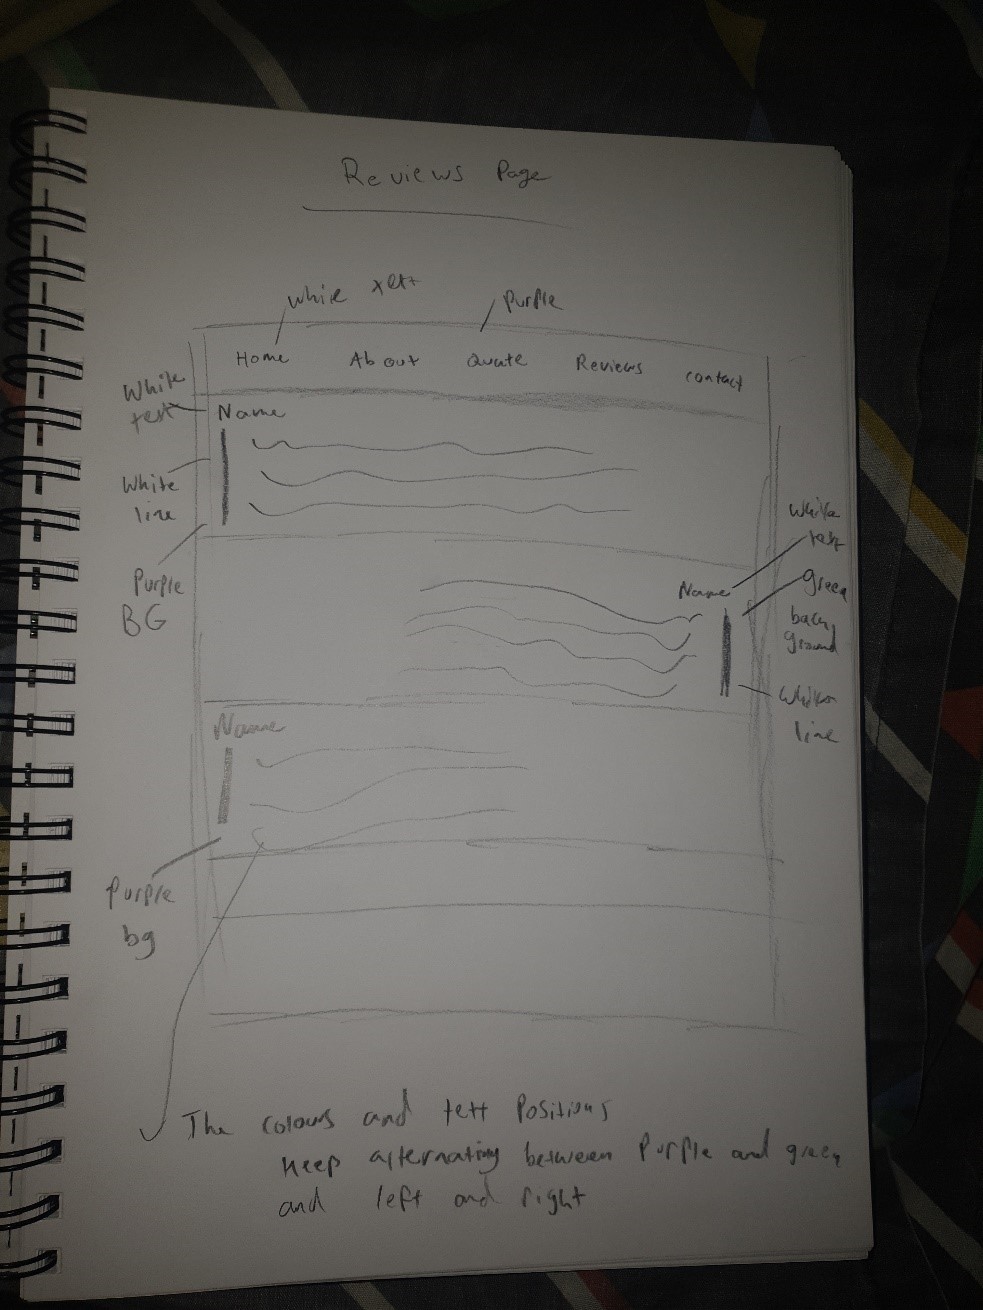 Reviews Page
White text
Purple
Home About Quote Reviews contact
White
text
Name
White
line
Purple
BG
White
text
Name
green
back
ground
White
line
Name
Purple
bg
The colours and text Positions
keep alternating between Purple and green
and left and right